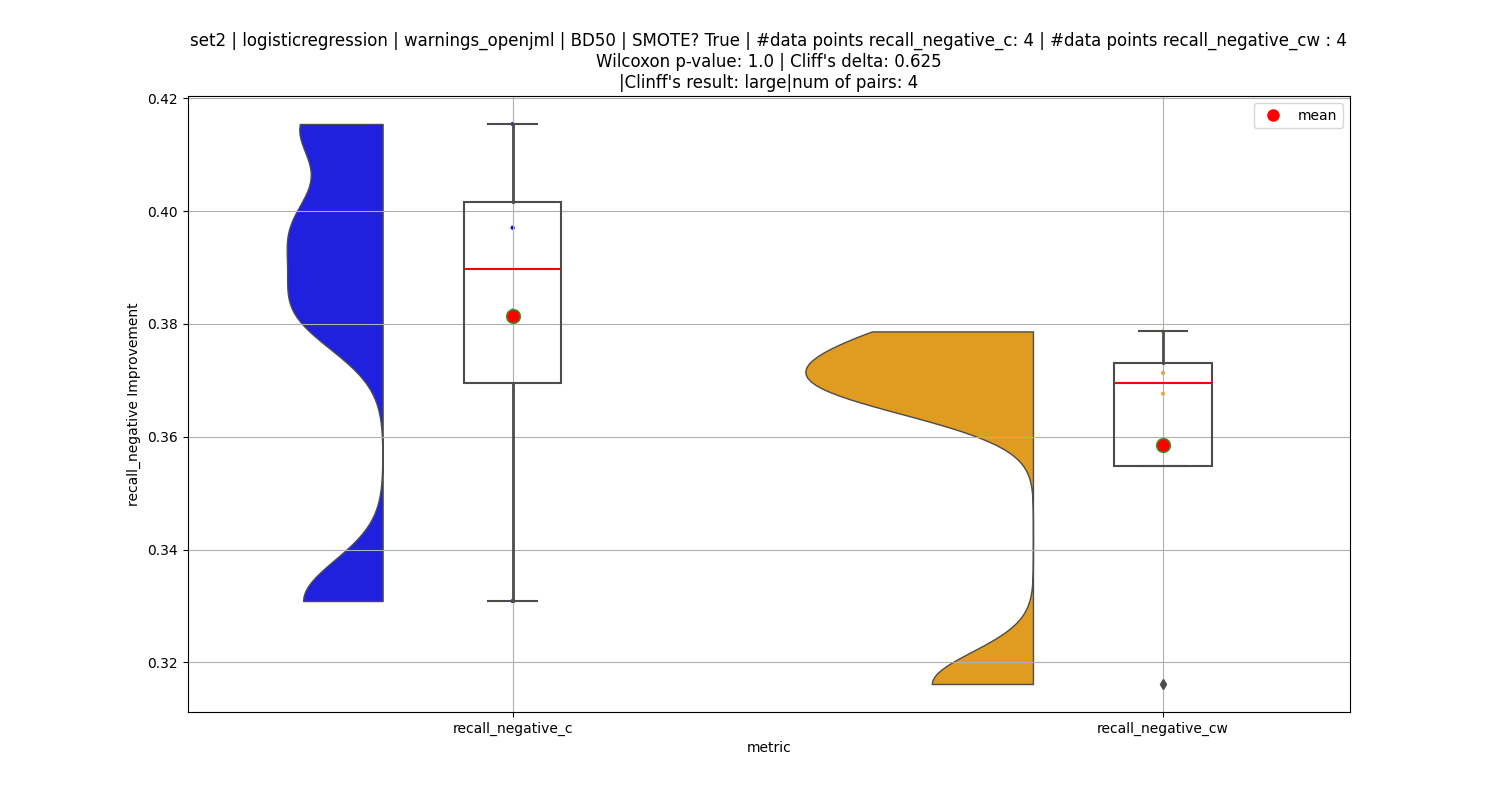 set2 | logisticregression | warnings_openjml | BD50 | SMOTE? True | #data points recall_negative_c: 4 | #data points recall_negative_cw : 4
Wilcoxon p-value: 1.0 | Cliff's delta: 0.625
|Clinff's result: large|num of pairs: 4
mean
0.42
0.40
0.38
0.36
0.34
0.32
recall_negative Improvement
recall_negative_c
recall_negative_cw
metric